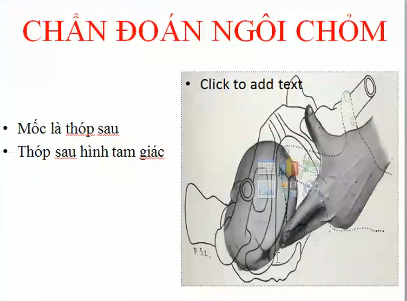 CHẨN ĐOÁN NGÔI CHỎM
• Click to add text
• Mốc là thóp sau
• Thóp sau hình tam giác